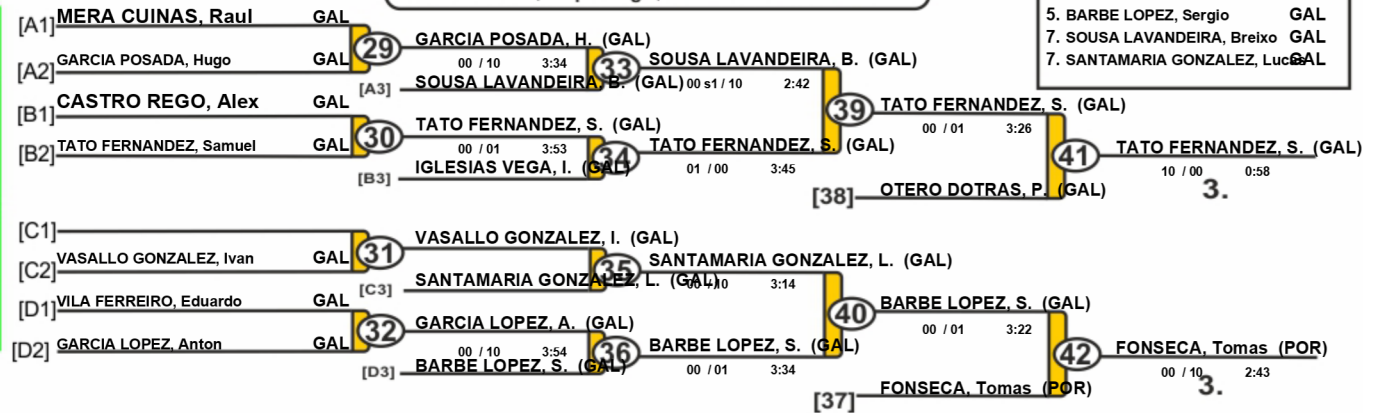 5. BARBE LOPEZ, Sergio GAL
7. SOUSA LAVANDEIRA, Breixo GAL
7. SANTAMARIA GONZALEZ, Lucas GAL
[A1] MERA CUINAS, Raul GAL
[A2] GARCIA POSADA, Hugo GAL
29
GARCIA POSADA, H. (GAL)
00 / 10 3:34
[A3] SOUSA LAVANDEIRA, B. (GAL)
33
SOUSA LAVANDEIRA, B. (GAL)
00 s1 / 10 2:42
[B1] CASTRO REGO, Alex GAL
[B2] TATO FERNANDEZ, Samuel GAL
30
TATO FERNANDEZ, S. (GAL)
00 / 01 3:53
[B3] IGLESIAS VEGA, I. (GAL)
34
TATO FERNANDEZ, S. (GAL)
01 / 00 3:45
39
TATO FERNANDEZ, S. (GAL)
00 / 01 3:26
[38] OTERO DOTRAS, P. (GAL)
41
TATO FERNANDEZ, S. (GAL)
10 / 00 0:58
3.
[C1]
[C2] VASALLO GONZALEZ, Ivan GAL
31
VASALLO GONZALEZ, I. (GAL)
[C3] SANTAMARIA GONZALEZ, L. (GAL)
35
SANTAMARIA GONZALEZ, L. (GAL)
00 / 10 3:14
[D1] VILA FERREIRO, Eduardo GAL
[D2] GARCIA LOPEZ, Anton GAL
32
GARCIA LOPEZ, A. (GAL)
00 / 10 3:54
[D3] BARBE LOPEZ, S. (GAL)
36
BARBE LOPEZ, S. (GAL)
00 / 01 3:34
40
BARBE LOPEZ, S. (GAL)
00 / 01 3:22
[37] FONSECA, Tomas (POR)
42
FONSECA, Tomas (POR)
00 / 10 2:43
3.